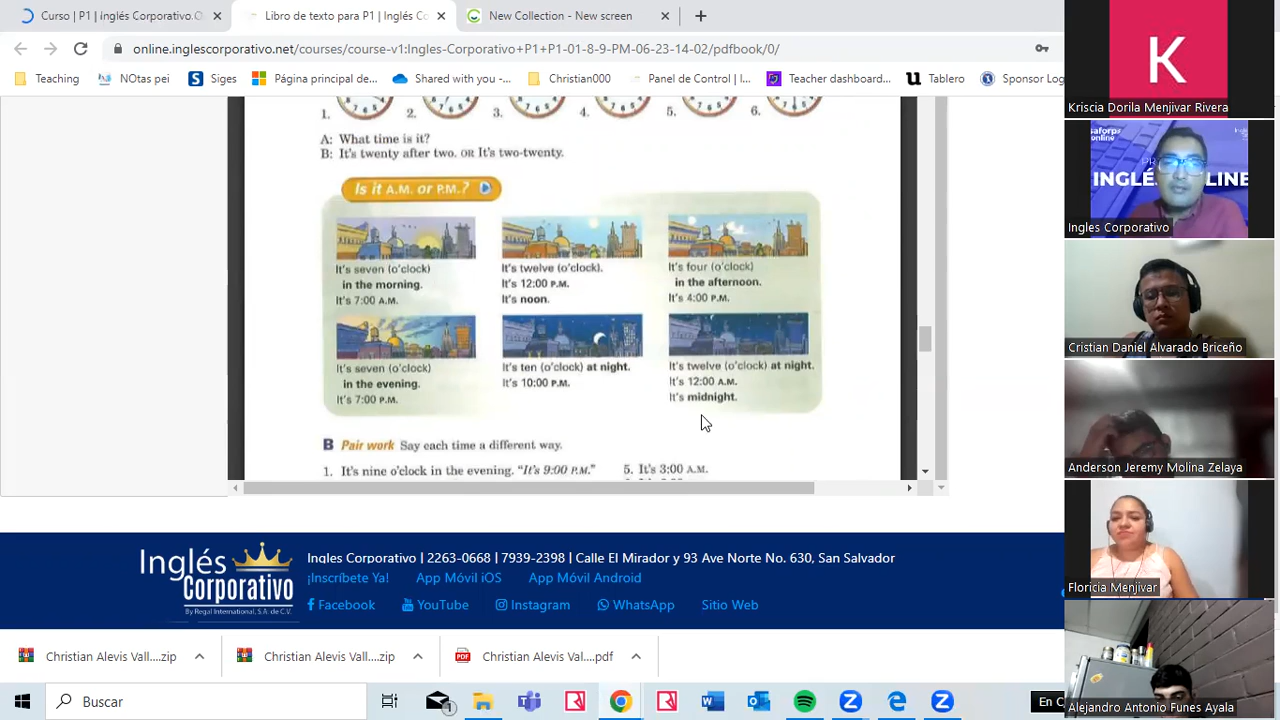 Curso | P1 | Inglés Corporativo.O
Libro de texto para P1 | Inglés Co
New Collection - New screen
online.inglescorporativo.net/courses/course-v1:Ingles-Corporativo+P1+P1-01-8-9-PM-06-23-14-02/pdfbook/0/
Teaching
NOtas pei
Siges
Página principal de...
Shared with you -...
Christian000
Panel de Control | I...
Teacher dashboard...
Tablero
Sponsor Log
1.
2.
3.
4.
5.
6.
A: What time is it?
B: It's twenty after two. OR It's two-twenty.
Is it A.M. or P.M.?
It's seven (o'clock)
in the morning.
It's 7:00 A.M.
It's twelve (o'clock).
It's 12:00 P.M.
It's noon.
It's four (o'clock)
in the afternoon.
It's 4:00 P.M.
It's seven (o'clock)
in the evening.
It's 7:00 P.M.
It's ten (o'clock) at night.
It's 10:00 P.M.
It's twelve (o'clock) at night.
It's 12:00 A.M.
It's midnight.
B Pair work Say each time a different way.
1. It's nine o'clock in the evening. "It's 9:00 P.M."
5. It's 3:00 A.M.
Inglés
Corporativo
By Regal International, S.A. de C.V.
Ingles Corporativo | 2263-0668 | 7939-2398 | Calle El Mirador y 93 Ave Norte No. 630, San Salvador
¡Inscríbete Ya!
App Móvil iOS
App Móvil Android
Facebook
YouTube
Instagram
WhatsApp
Sitio Web
Christian Alevis Vall....zip
Christian Alevis Vall....zip
Christian Alevis Val....pdf
Buscar
1
En C
K
Kriscia Dorila Menjivar Rivera
saforp
online
INGLÉS
LINE
Ingles Corporativo
Cristian Daniel Alvarado Briceño
Anderson Jeremy Molina Zelaya
Floricia Menjivar
Alejandro Antonio Funes Ayala